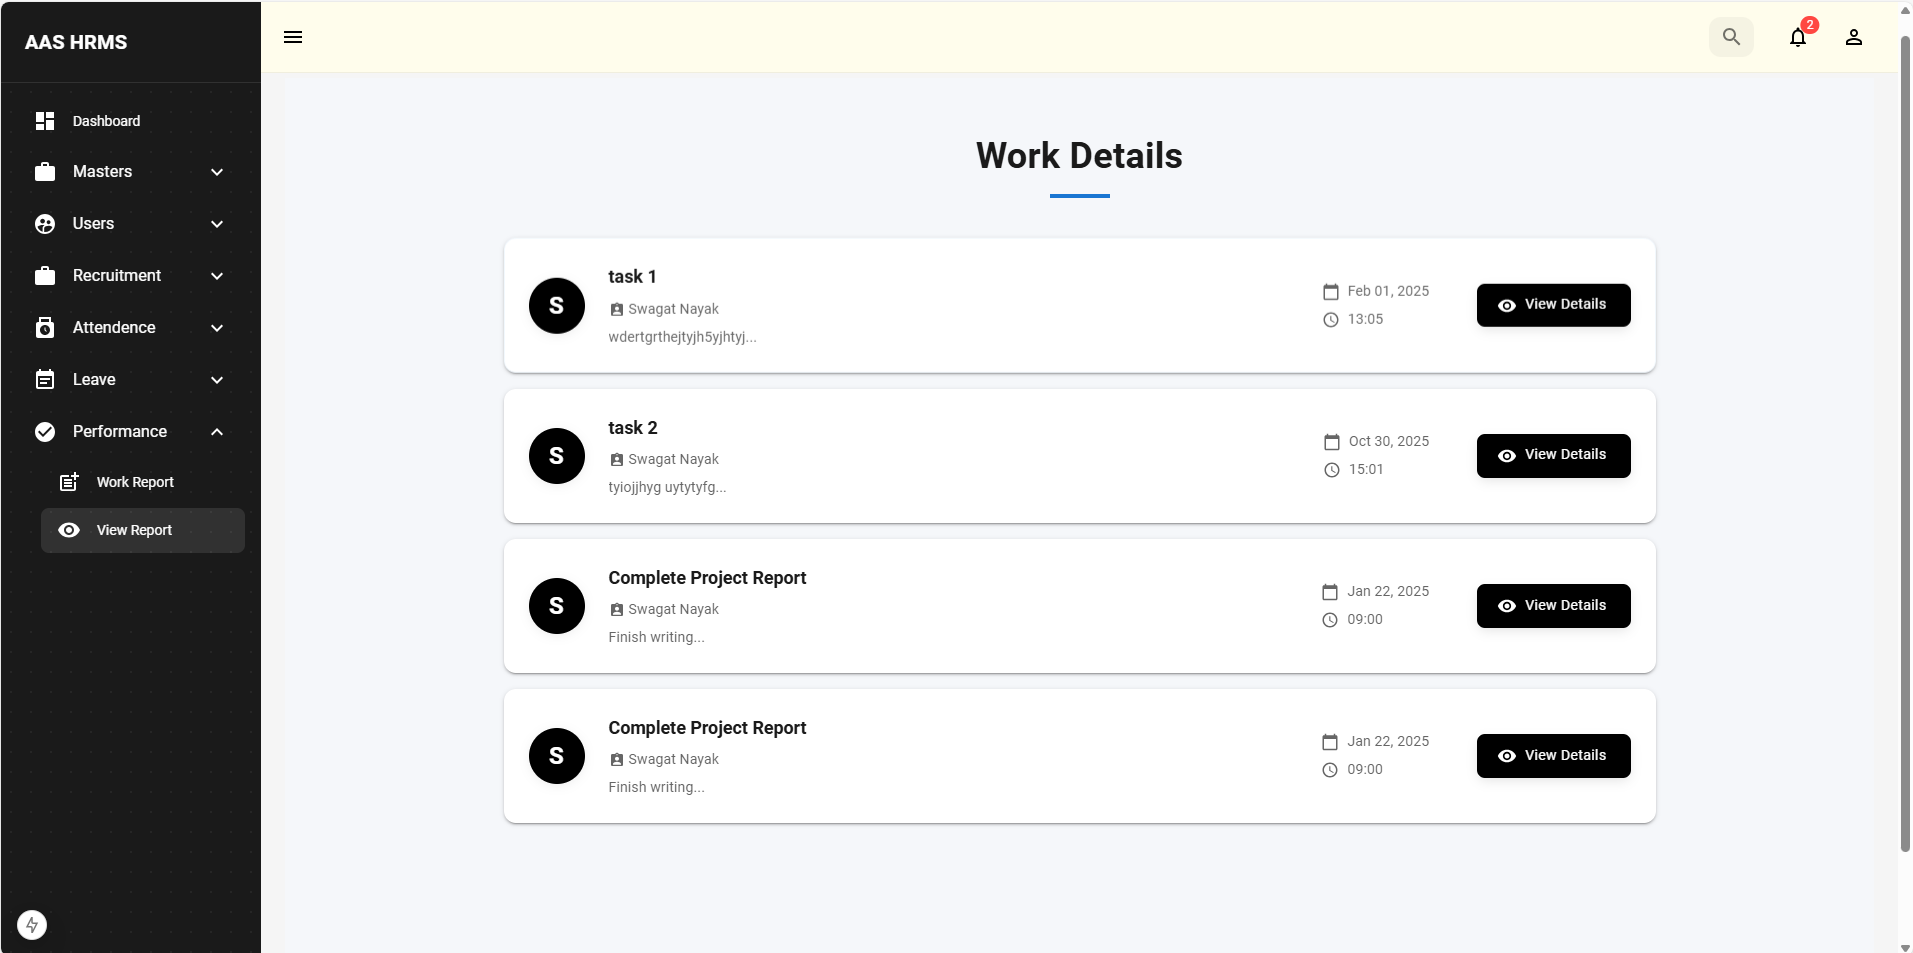 AAS HRMS
2
Dashboard
Masters
Users
Recruitment
Attendence
Leave
Performance
Work Report
View Report
Work Details
task 1
Swagat Nayak
wdertgrthejtyjh5yjhtyj...
Feb 01, 2025
13:05
View Details
task 2
Swagat Nayak
tyiojjhyg uytytyfg...
Oct 30, 2025
15:01
View Details
Complete Project Report
Swagat Nayak
Finish writing...
Jan 22, 2025
09:00
View Details
Complete Project Report
Swagat Nayak
Finish writing...
Jan 22, 2025
09:00
View Details
S
S
S
S